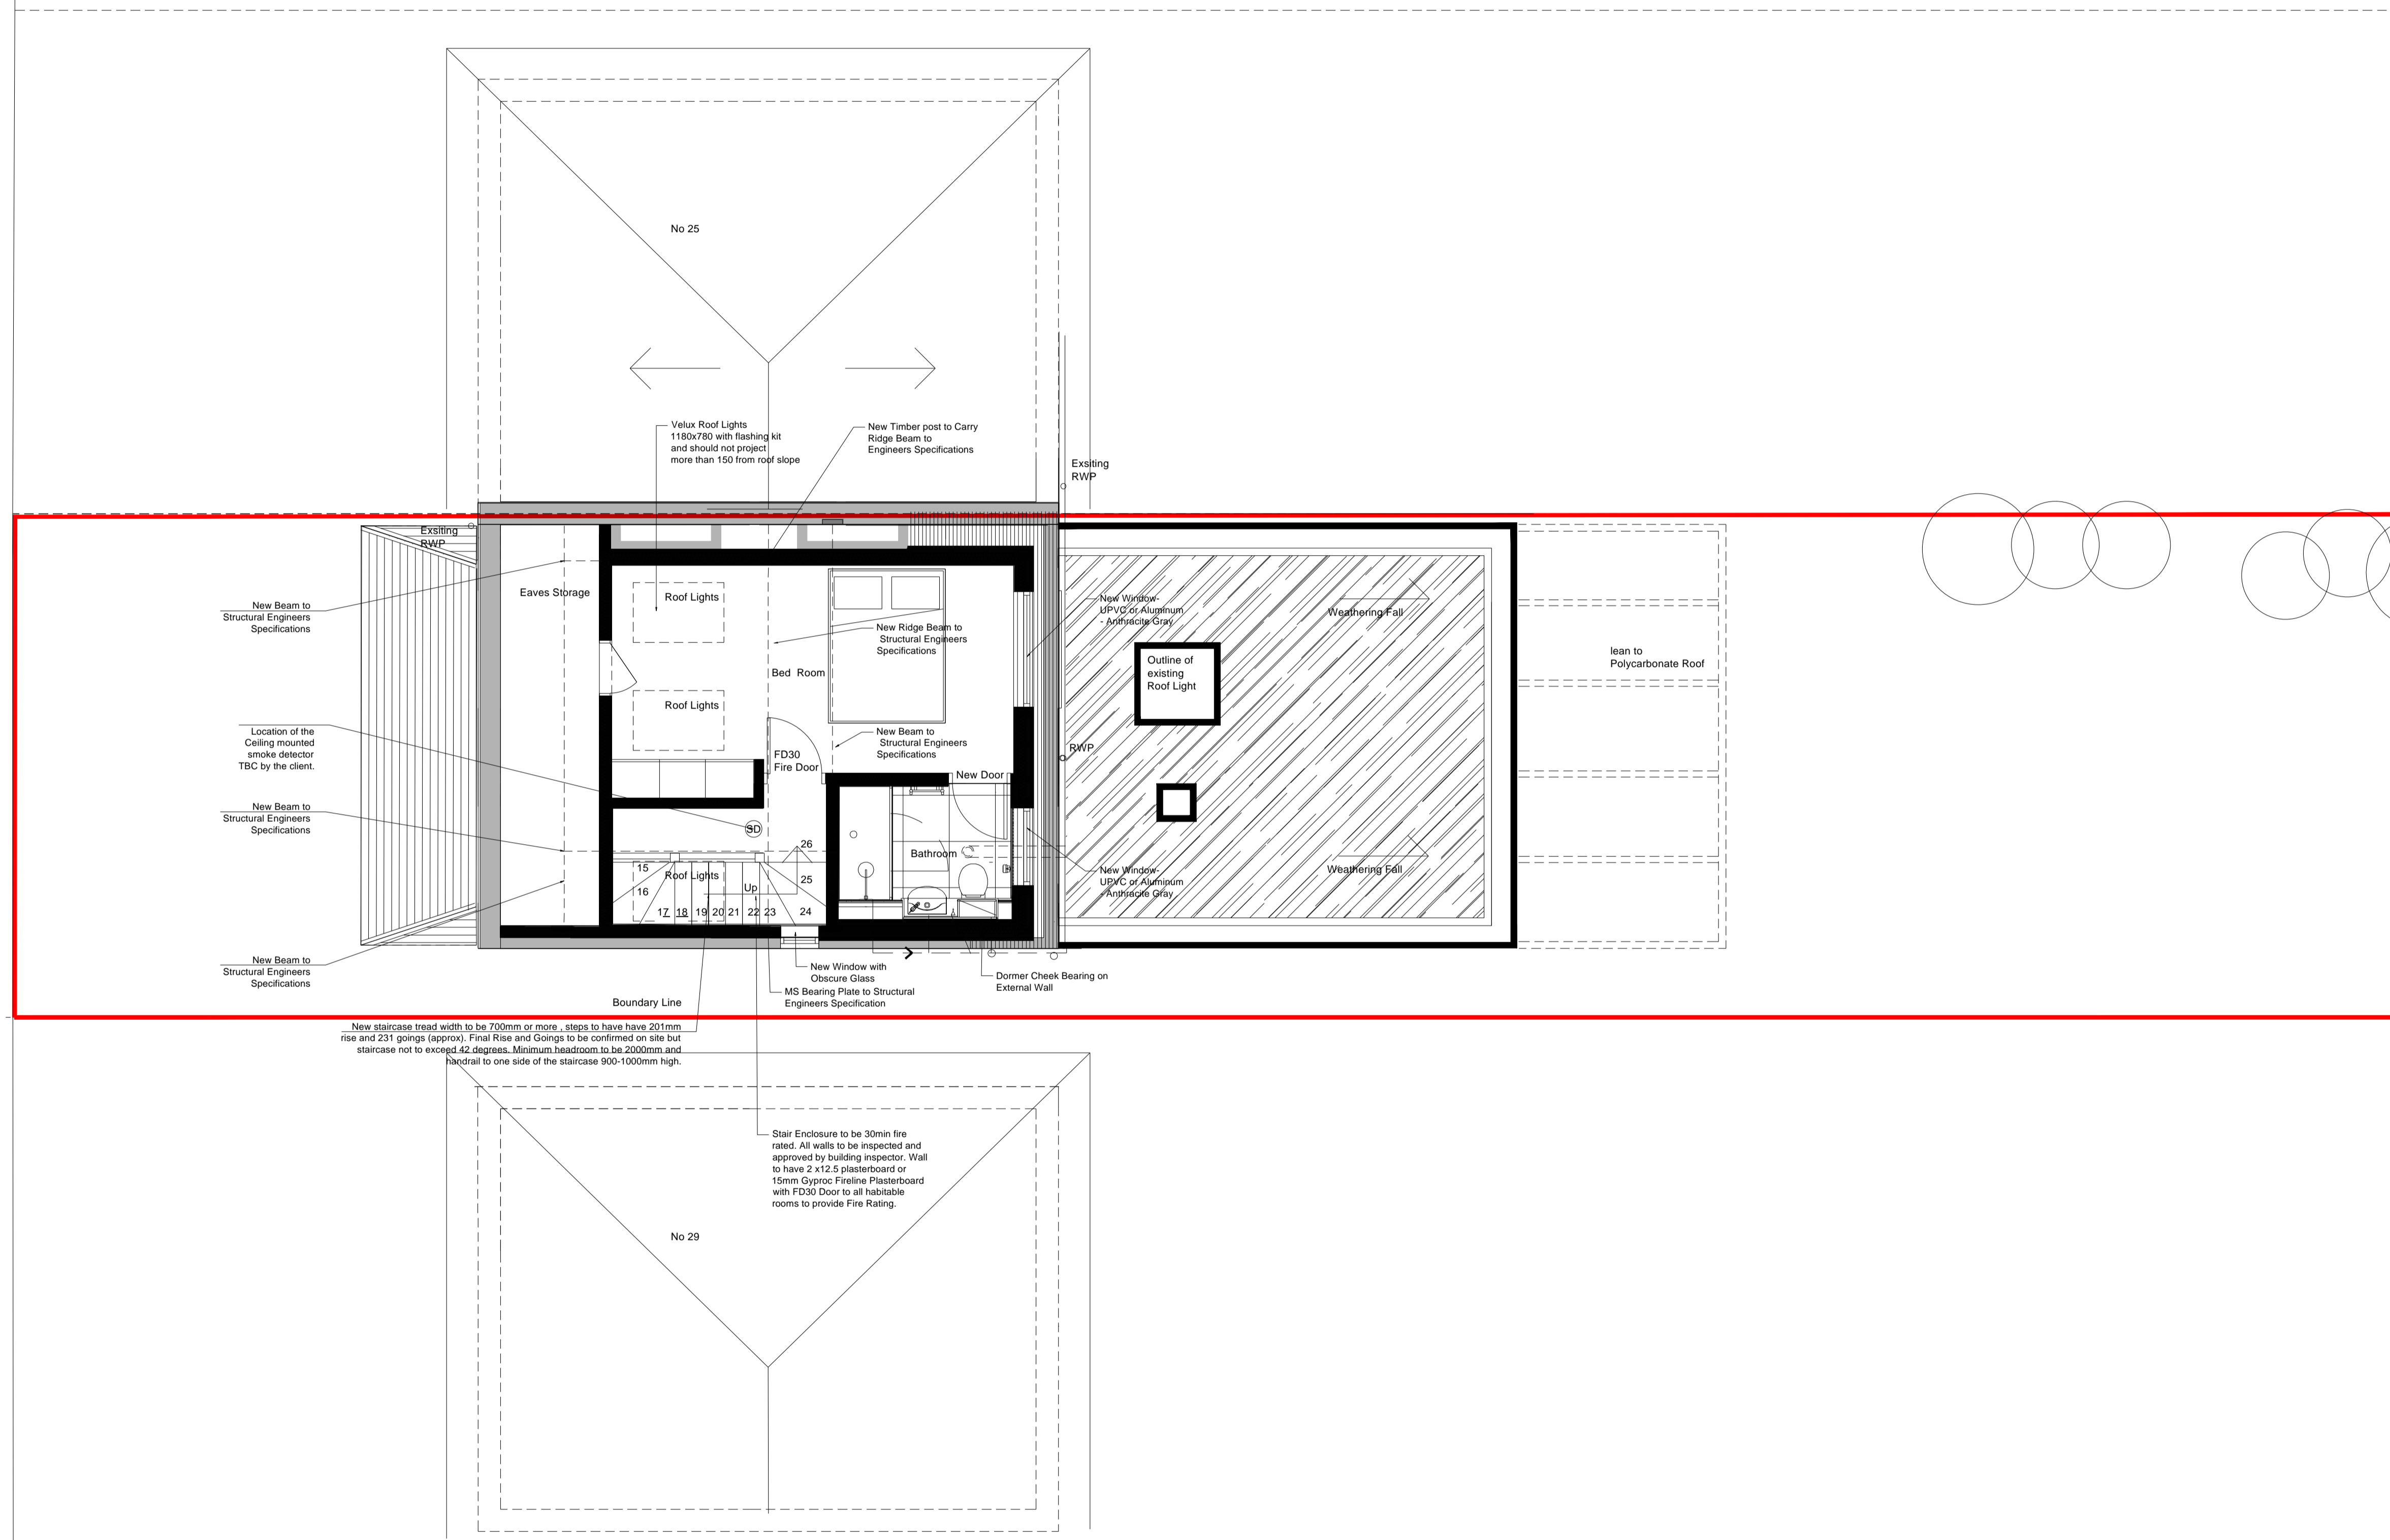 No 25
Velux Roof Lights
1180x780 with flashing kit
and should not project
more than 150 from roof slope
New Timber post to Carry
Ridge Beam to
Engineers Specifications
Exsiting
RWP
Exsiting
RWP
Eaves Storage
Roof Lights
New Beam to
Structural Engineers
Specifications
New Ridge Beam to
Structural Engineers
Specifications
New Window-
UPVC or Aluminum
- Anthracite Gray
Weathering Fall
Outline of
existing
Roof Light
lean to
Polycarbonate Roof
Bed Room
Roof Lights
Location of the
Ceiling mounted
smoke detector
TBC by the client.
New Beam to
Structural Engineers
Specifications
FD30
Fire Door
RWP
New Door
New Beam to
Structural Engineers
Specifications
SD
26
Bathroom
15
Roof Lights
Up
25
16
17 18 19 20 21 22 23 24
New Window-
UPVC or Aluminum
- Anthracite Gray
Weathering Fall
New Beam to
Structural Engineers
Specifications
New Window with
Obscure Glass
MS Bearing Plate to Structural
Engineers Specification
Dormer Cheek Bearing on
External Wall
Boundary Line
New staircase tread width to be 700mm or more , steps to have have 201mm
rise and 231 goings (approx). Final Rise and Goings to be confirmed on site but
staircase not to exceed 42 degrees. Minimum headroom to be 2000mm and
handrail to one side of the staircase 900-1000mm high.
Stair Enclosure to be 30min fire
rated. All walls to be inspected and
approved by building inspector. Wall
to have 2 x12.5 plasterboard or
15mm Gyproc Fireline Plasterboard
with FD30 Door to all habitable
rooms to provide Fire Rating.
No 29